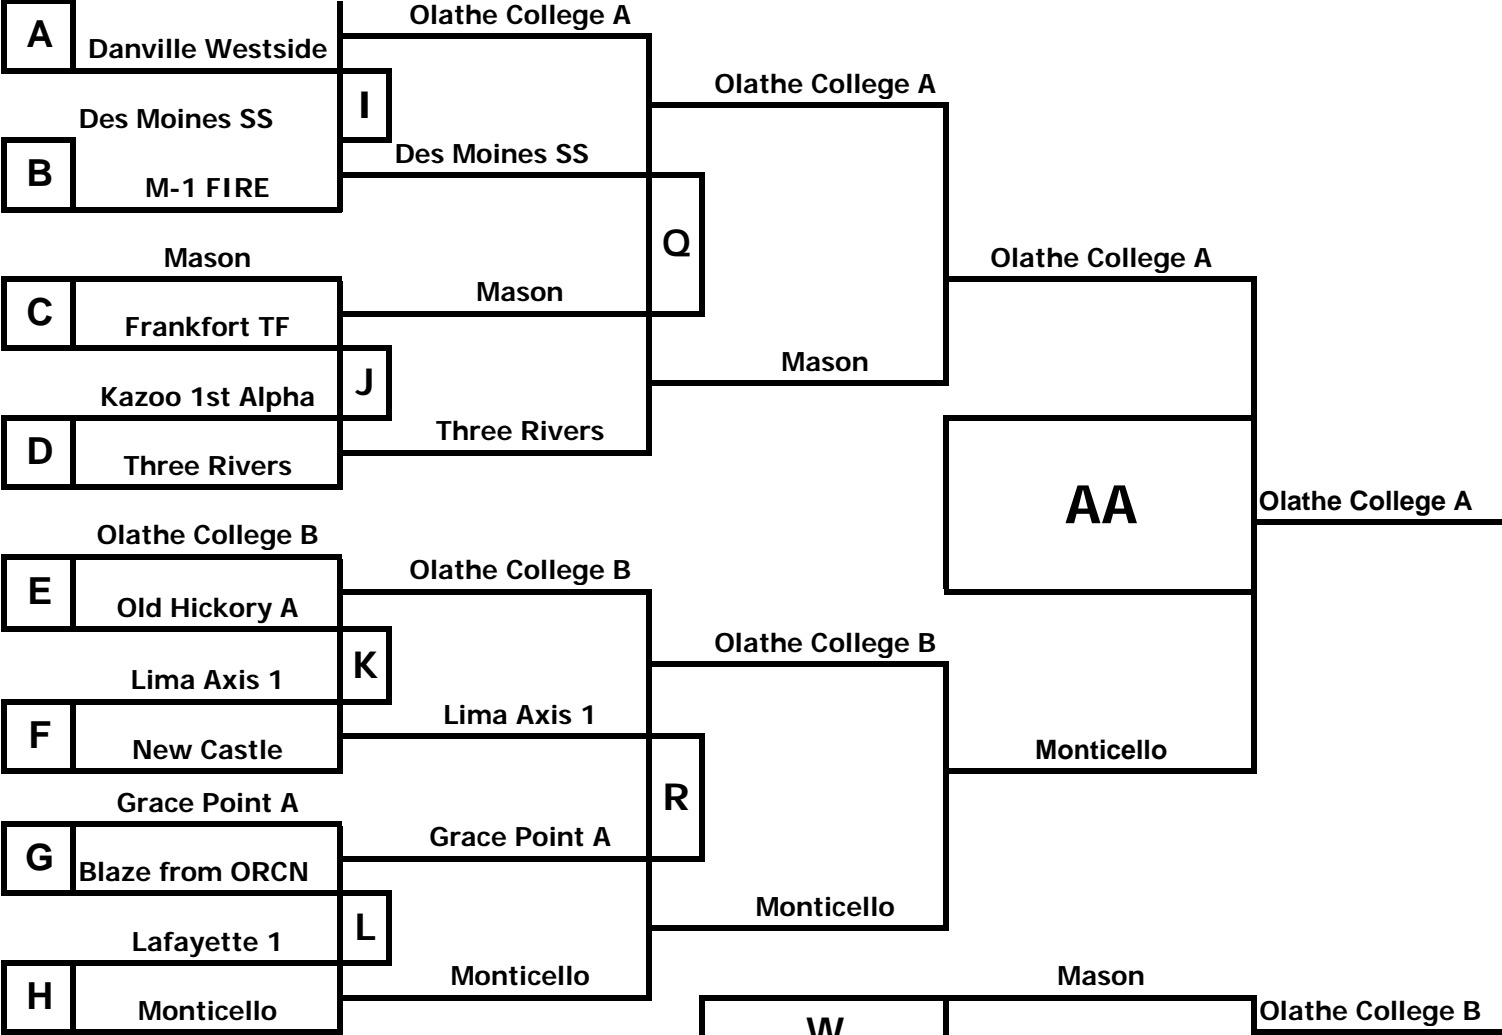 Olathe College A
A
Danville Westside
Olathe College A
I
Des Moines SS
Des Moines SS
B
M-1 FIRE
Q
Mason
Olathe College A
Mason
C
Frankfort TF
Mason
J
Kazoo 1st Alpha
Three Rivers
D
Three Rivers
AA
Olathe College A
Olathe College B
Olathe College B
E
Old Hickory A
Olathe College B
K
Lima Axis 1
Lima Axis 1
F
New Castle
Monticello
Grace Point A
R
Grace Point A
G
Blaze from ORCN
Monticello
L
Lafayette 1
Monticello
Mason
H
Monticello
Olathe College B
W